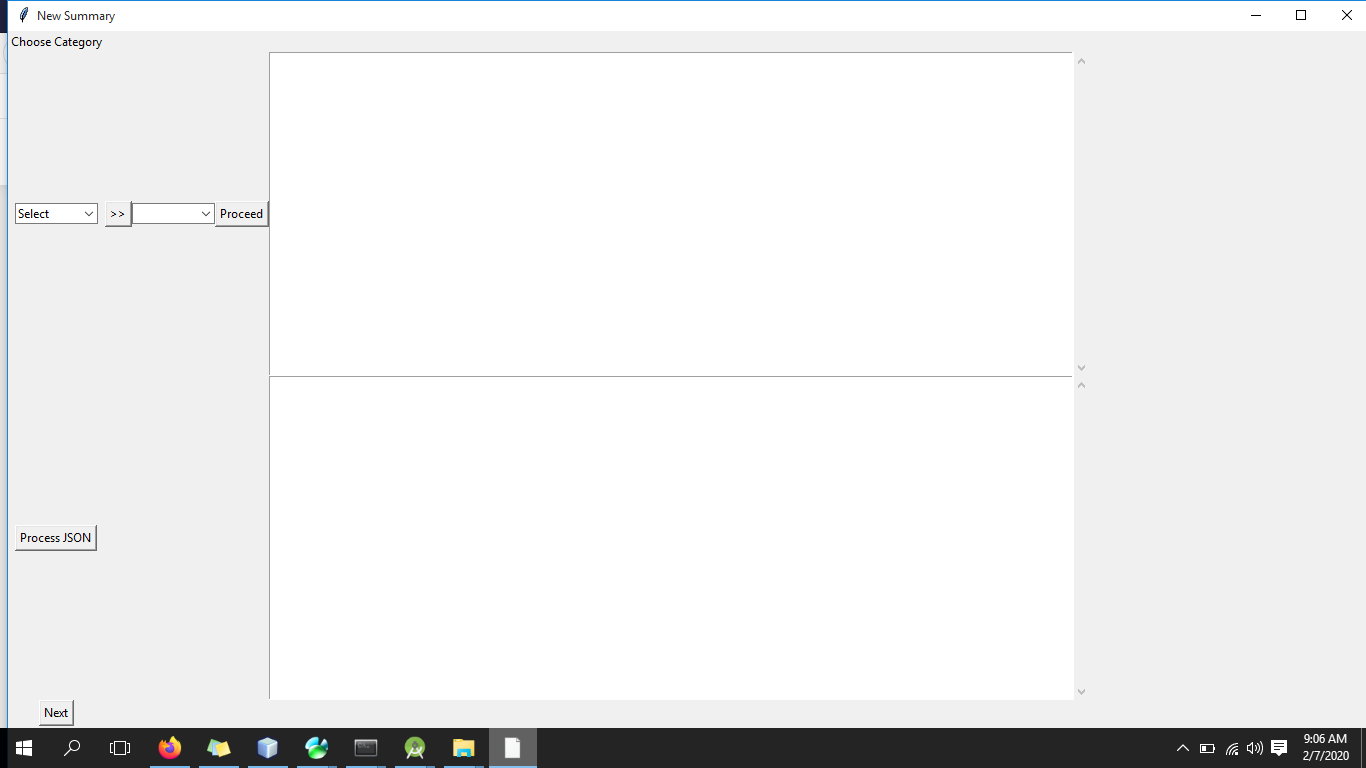 New Summary
Choose Category
Select
>>
Proceed
Process JSON
Next
9:06 AM
2/7/2020